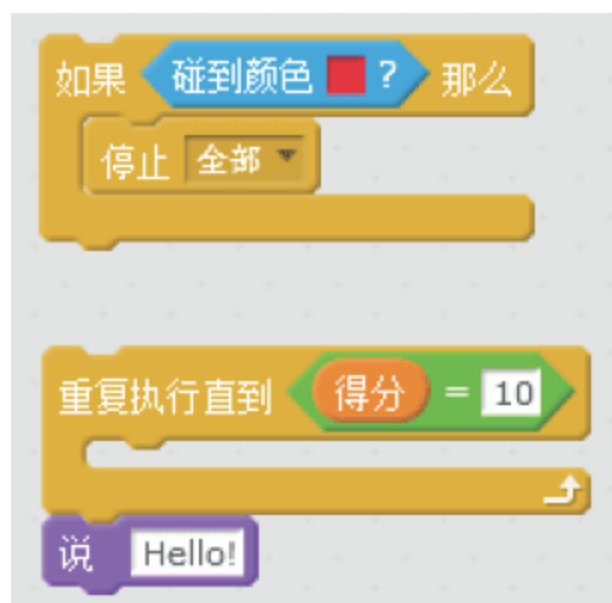 如果 碰到颜色 ? 那么
停止 全部
重复执行直到 得分 = 10
说 Hello!